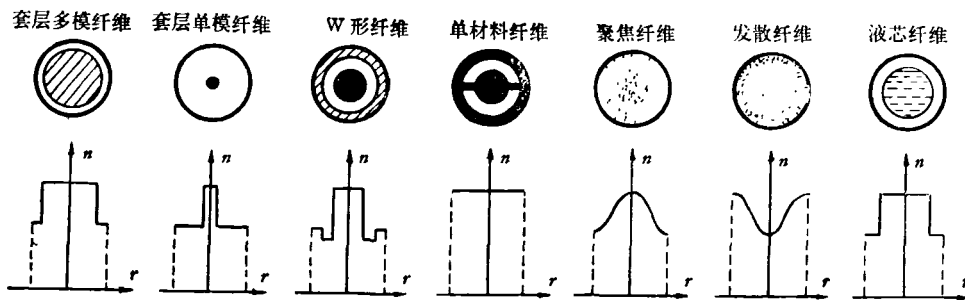 套层多模纤维 套层单模纤维 W形纤维 单材料纤维 聚焦纤维 发散纤维 液芯纤维
n n n n n n n
r r r r r r r